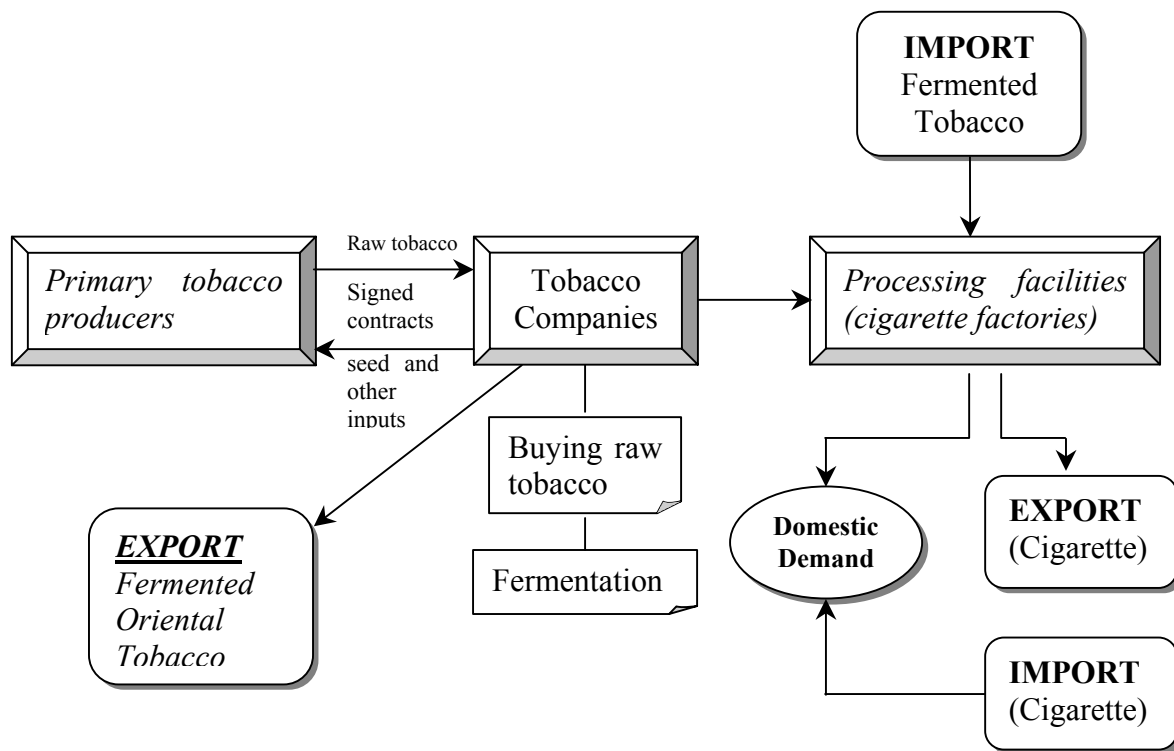 IMPORT
Fermented
Tobacco
Primary tobacco
producers
Raw tobacco
Signed
contracts
seed and
other
inputs
Tobacco
Companies
Processing facilities
(cigarette factories)
Buying raw
tobacco
Fermentation
EXPORT
Fermented
Oriental
Tobacco
Domestic
Demand
EXPORT
(Cigarette)
IMPORT
(Cigarette)